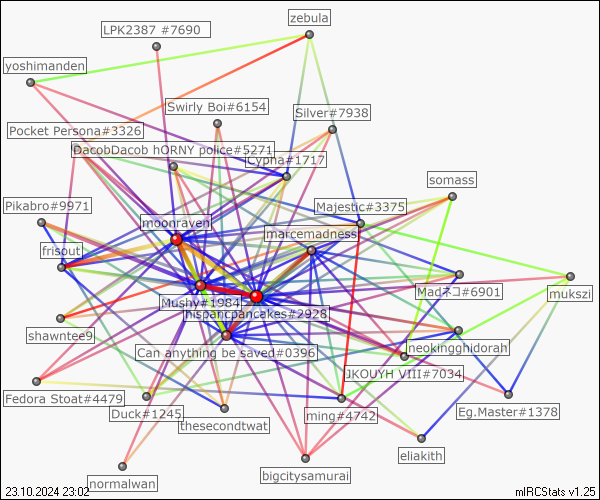 zebula
LPK2387 #7690
yoshimanden
Swirly Boi#6154
Silver#7938
Pocket Persona#3326
DacobDacob hORNY police#5271
Cypha#1717
somass
Pikabro#9971
Majestic#3375
moonraven
marcemadness
frisout
Madネコ#6901
mukszi
Mushy#1984
hispancpancakes#2928
shawntee9
neokingghidorah
Can anything be saved#0396
JKOUYH VIII#7034
Fedora Stoat#4479
Duck#1245
ming#4742
Eg.Master#1378
thesecondtwat
eliakith
normalwan
bigcitysamurai
23.10.2024 23:02
mIRCStats v1.25